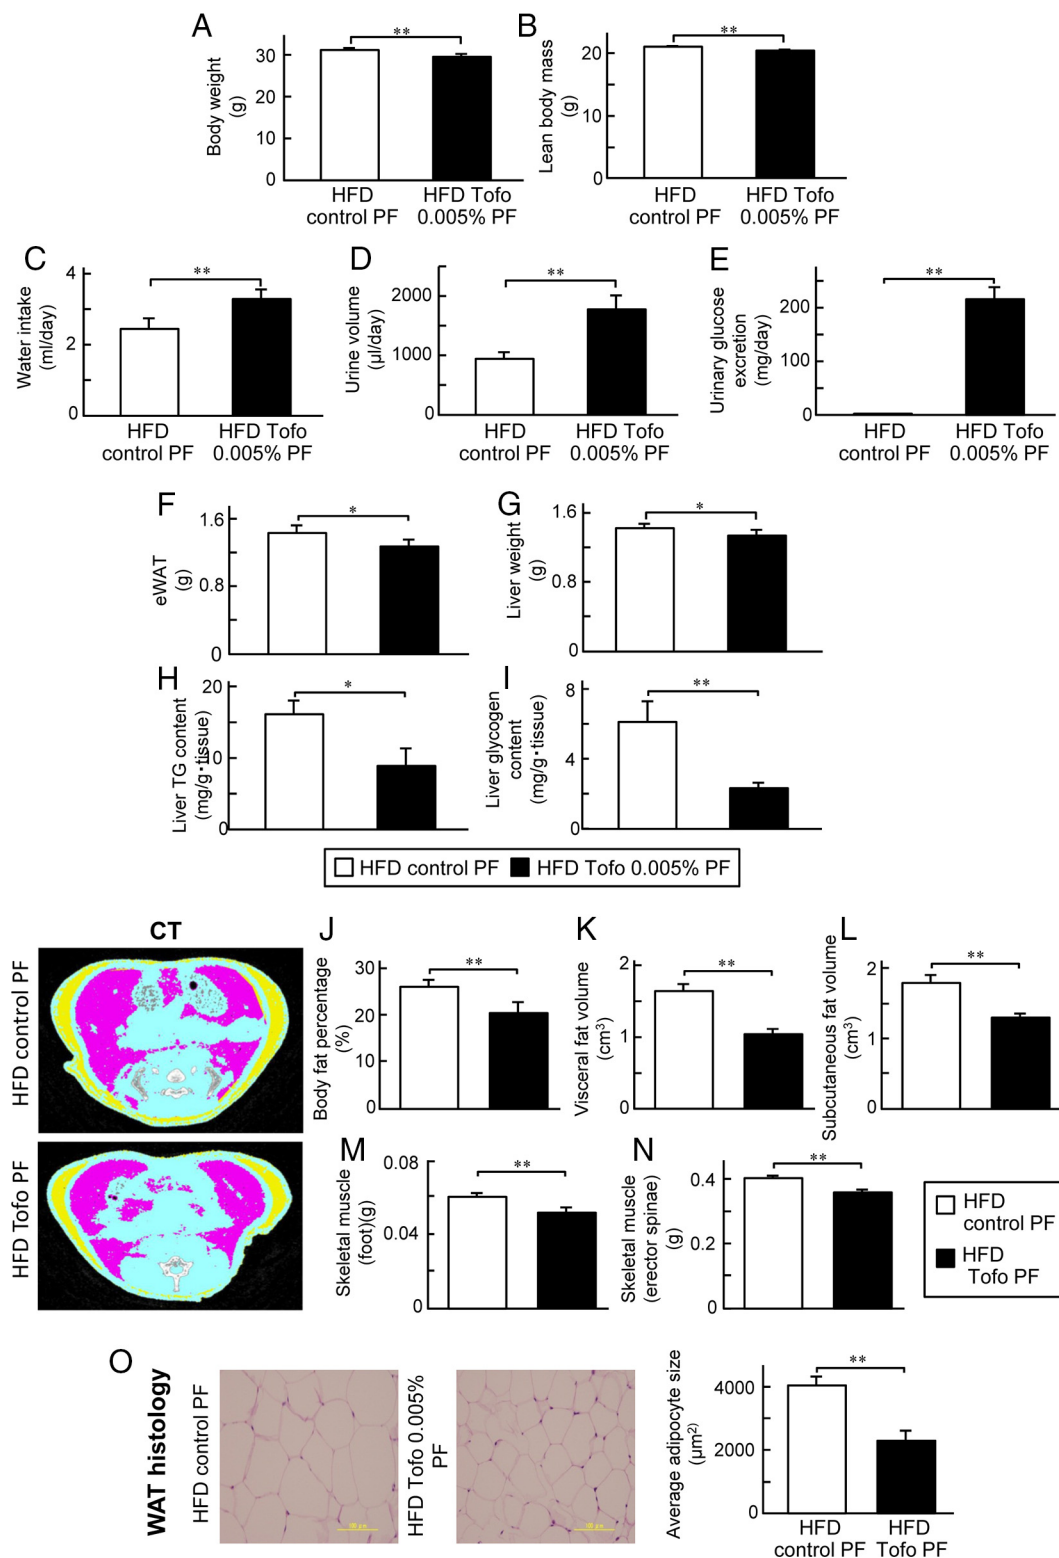 A
**
Body weight
(g)
30
20
10
0
HFD
control PF
HFD Tofo
0.005% PF
B
**
Lean body mass
(g)
20
10
0
HFD
control PF
HFD Tofo
0.005% PF
C
**
Water intake
(ml/day)
4
2
0
HFD
control PF
HFD Tofo
0.005% PF
D
**
Urine volume
(μl/day)
2000
1000
0
HFD
control PF
HFD Tofo
0.005% PF
E
**
Urinary glucose
excretion
(mg/day)
200
100
0
HFD
control PF
HFD Tofo
0.005% PF
F
*
eWAT
(g)
1.6
0.8
0
G
*
Liver weight
(g)
1.6
0.8
0
H
*
Liver TG content
(mg/g·tissue)
20
10
0
I
**
Liver glycogen
content
(mg/g·tissue)
8
4
0
HFD control PF
HFD Tofo 0.005% PF
CT
HFD control PF
HFD Tofo PF
J
**
Body fat percentage
(%)
30
20
10
0
K
**
Visceral fat volume
(cm3)
2
1
0
L
**
Subcutaneous fat volume
(cm3)
2
1
0
M
**
Skeletal muscle
(foot)(g)
0.08
0.04
0
N
**
Skeletal muscle
(erector spinae)
(g)
0.4
0.2
0
HFD
control PF
HFD
Tofo PF
O
WAT histology
HFD control PF
HFD Tofo 0.005%
PF
**
Average adipocyte size
(μm2)
4000
2000
0
HFD
control PF
HFD
Tofo PF